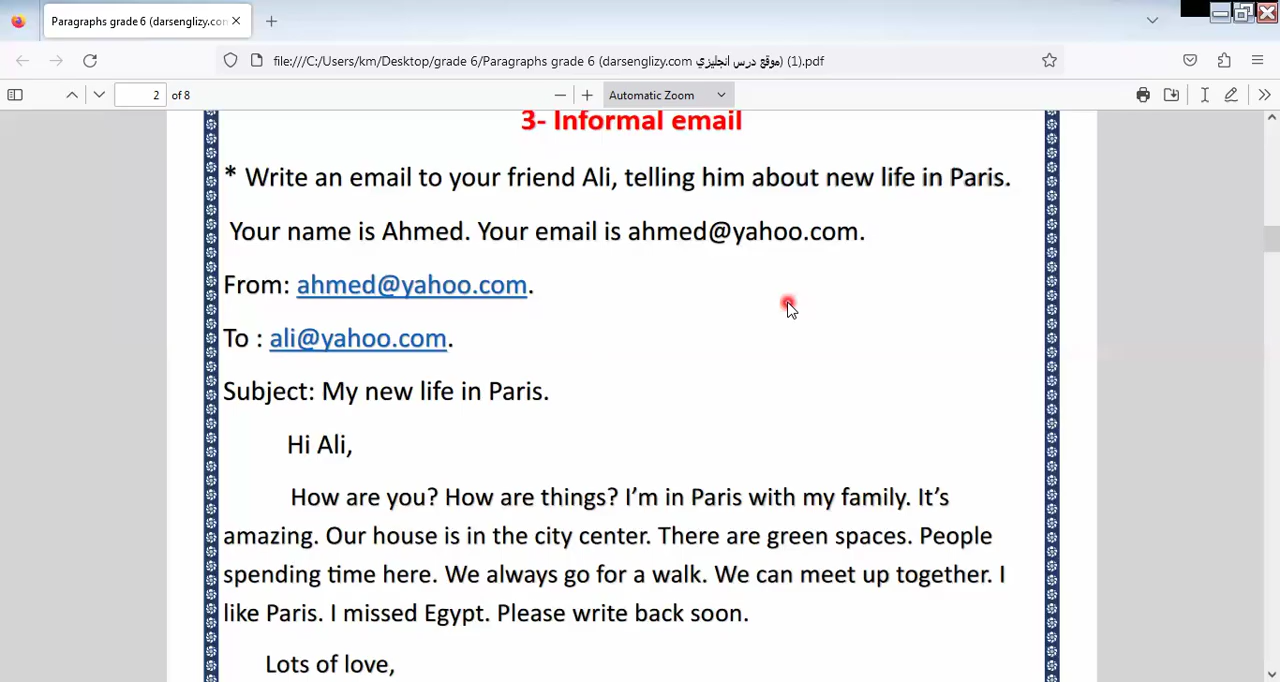 Paragraphs grade 6 (darsenglizy.con
file:///C:/Users/km/Desktop/grade 6/Paragraphs grade 6 (darsenglizy.com موقع درس انجليزي) (1).pdf
2 of 8
Automatic Zoom
3- Informal email
* Write an email to your friend Ali, telling him about new life in Paris.
Your name is Ahmed. Your email is ahmed@yahoo.com.
From: ahmed@yahoo.com.
To : ali@yahoo.com.
Subject: My new life in Paris.
Hi Ali,
How are you? How are things? I'm in Paris with my family. It's
amazing. Our house is in the city center. There are green spaces. People
spending time here. We always go for a walk. We can meet up together. I
like Paris. I missed Egypt. Please write back soon.
Lots of love,